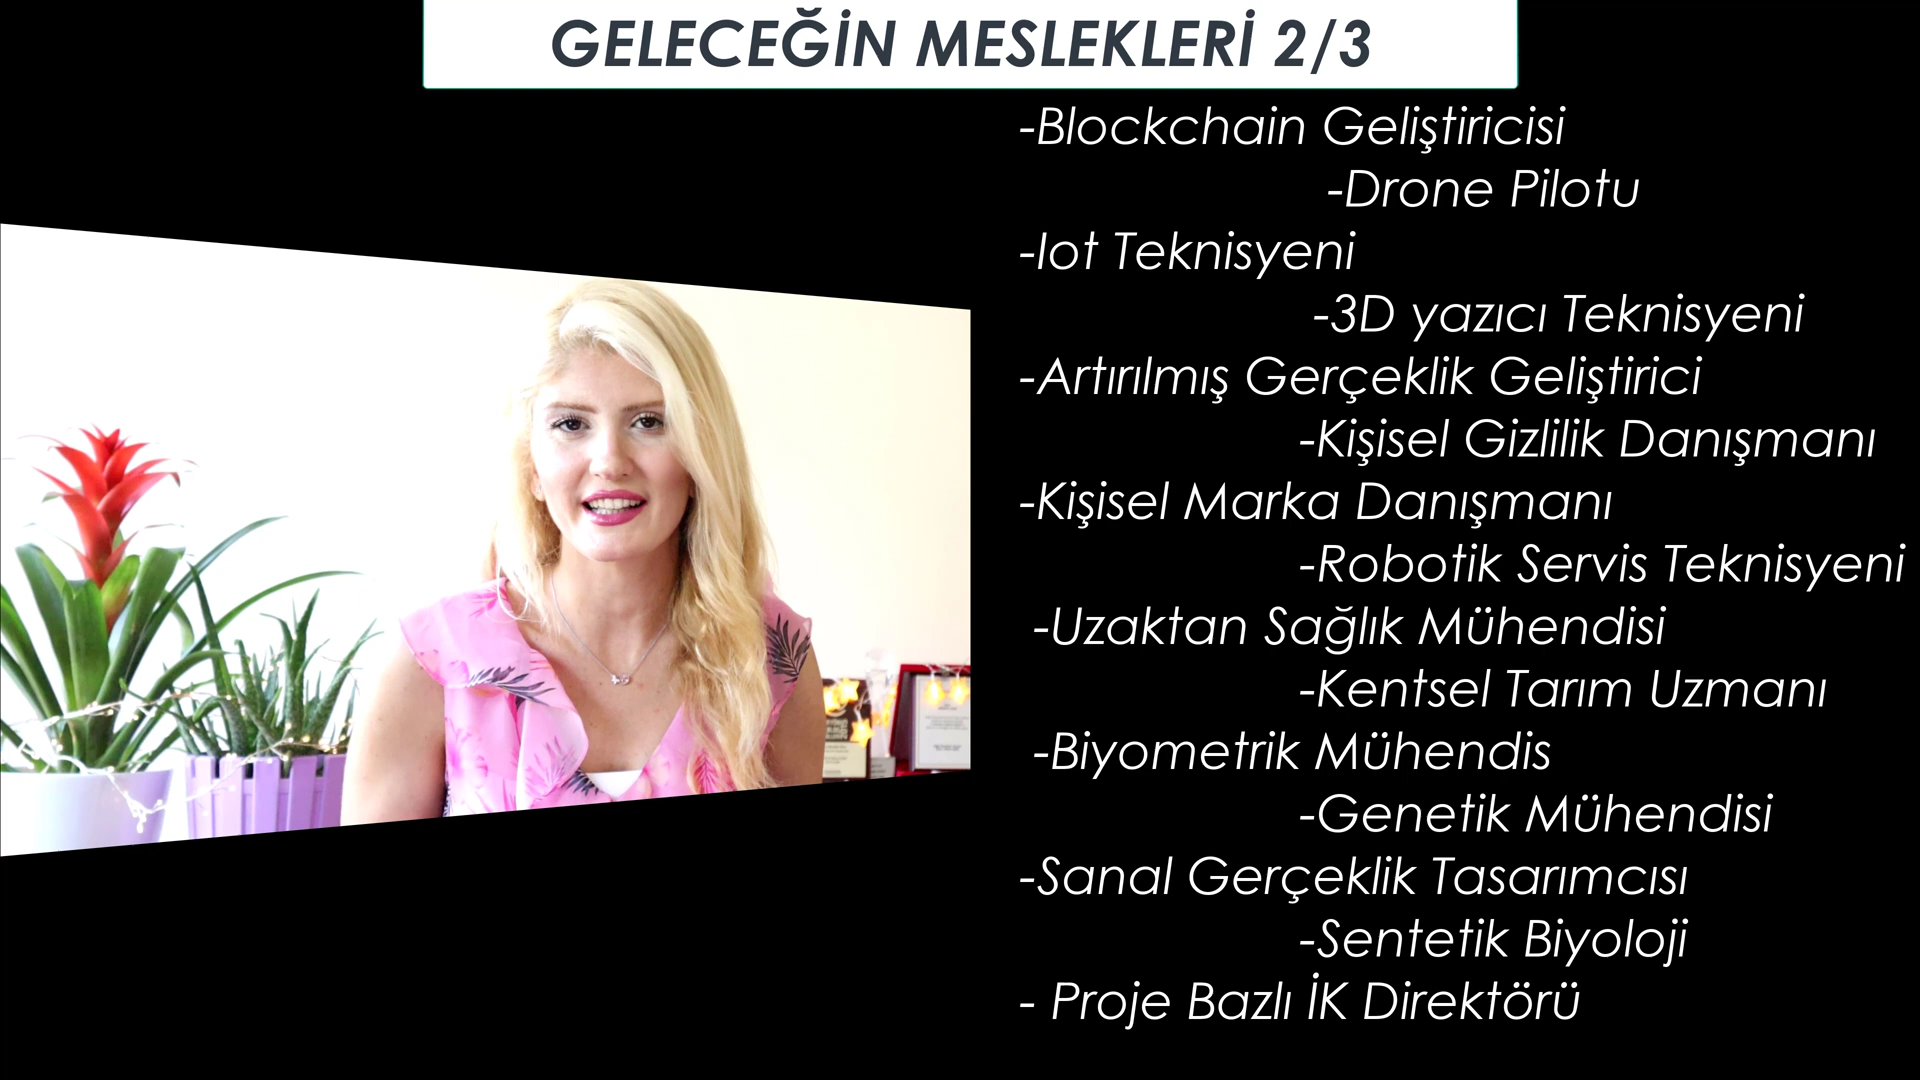 GELECEĞİN MESLEKLERİ 2/3
-Blockchain Geliştiricisi
-Drone Pilotu
-Iot Teknisyeni
-3D yazıcı Teknisyeni
-Artırılmış Gerçeklik Geliştirici
-Kişisel Gizlilik Danışmanı
-Kişisel Marka Danışmanı
-Robotik Servis Teknisyeni
-Uzaktan Sağlık Mühendisi
-Kentsel Tarım Uzmanı
-Biyometrik Mühendis
-Genetik Mühendisi
-Sanal Gerçeklik Tasarımcısı
-Sentetik Biyoloji
- Proje Bazlı İK Direktörü